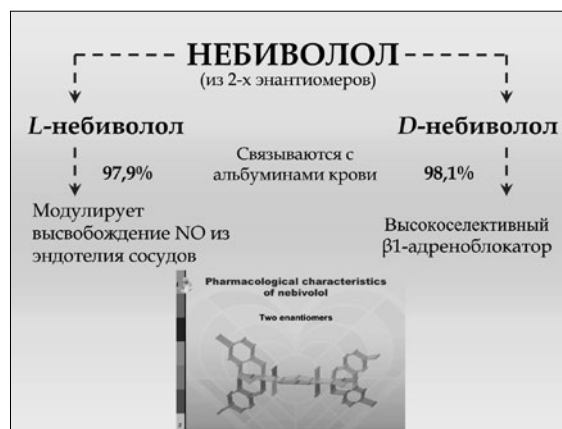 НЕБИВОЛОЛ
(из 2-х энантиомеров)
L-небиволол
D-небиволол
97,9%
Связываются с
альбуминами крови
98,1%
Модулирует
высвобождение NO из
эндотелия сосудов
Высокоселективный
β1-адреноблокатор
Pharmacological characteristics
of nebivolol
Two enantiomers